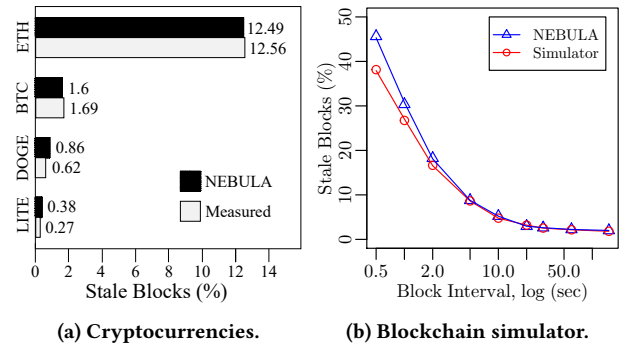 ETH
12.49
12.56
BTC
1.6
1.69
DOGE
0.86
0.62
LITE
0.38
0.27
NEBULA
Measured
0 2 4 6 8 10 12 14
Stale Blocks (%)
(a) Cryptocurrencies.
Stale Blocks (%)
50
40
30
20
10
0
NEBULA
Simulator
0.5 2.0 10.0 50.0
Block Interval, log (sec)
(b) Blockchain simulator.